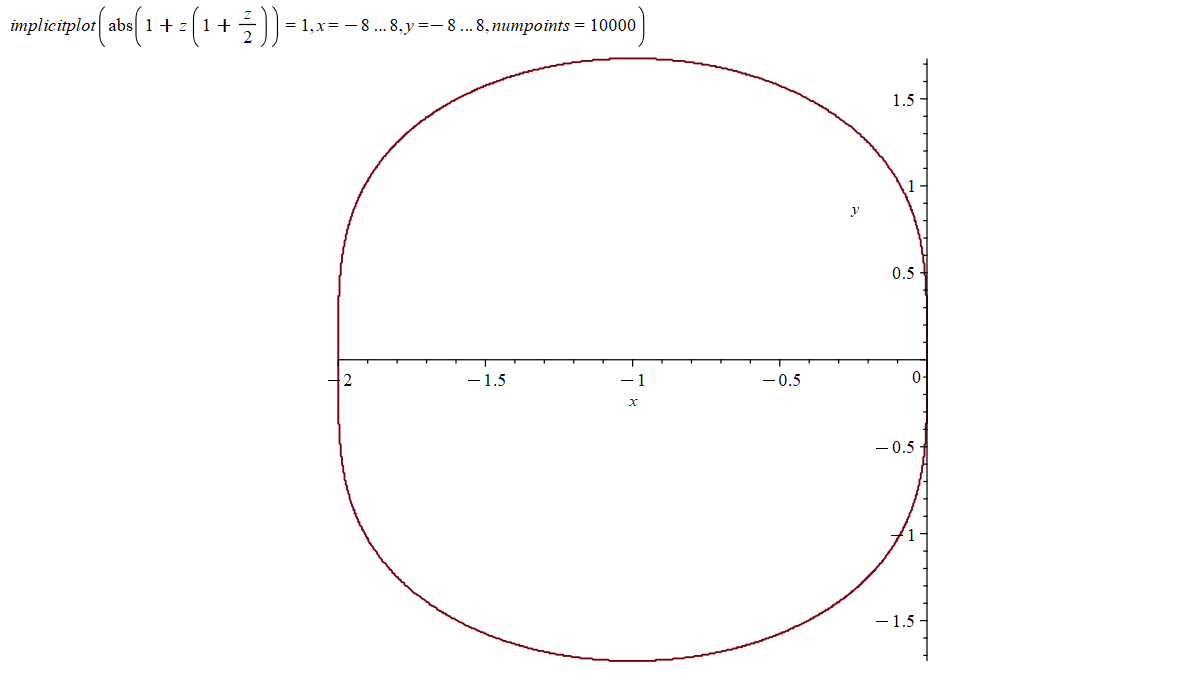 implicitplot(abs(1 + z(1 + z/2)) = 1, x = −8 ... 8, y = −8 ... 8, numpoints = 10000)
1.5
1
y
0.5
−2 −1.5 −1 −0.5 0
x
−0.5
−1
−1.5